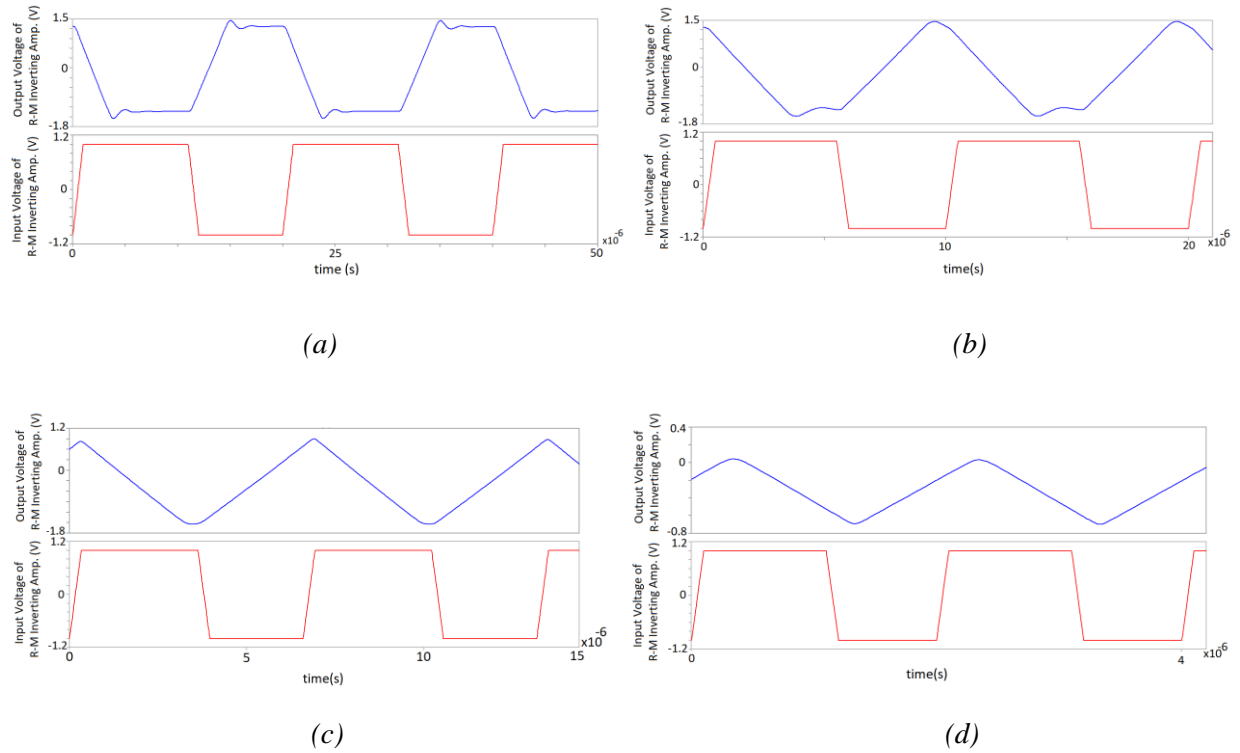 Output Voltage of
R-M Inverting Amp. (V)
1.5
0
-1.8
Input Voltage of
R-M Inverting Amp. (V)
1.2
0
-1.2
0
25
50
x10^-6
time (s)
(a)
Output Voltage of
R-M Inverting Amp. (V)
1.5
0
-1.8
Input Voltage of
R-M Inverting Amp. (V)
1.2
0
-1.2
0
10
20
x10^-6
time(s)
(b)
Output Voltage of
R-M Inverting Amp. (V)
1.2
0
-1.8
Input Voltage of
R-M Inverting Amp. (V)
1.2
0
-1.2
0
5
10
15
x10^-6
time(s)
(c)
Output Voltage of
R-M Inverting Amp. (V)
0.4
0
-0.8
Input Voltage of
R-M Inverting Amp. (V)
1.2
0
-1.2
0
4
x10^-6
time(s)
(d)